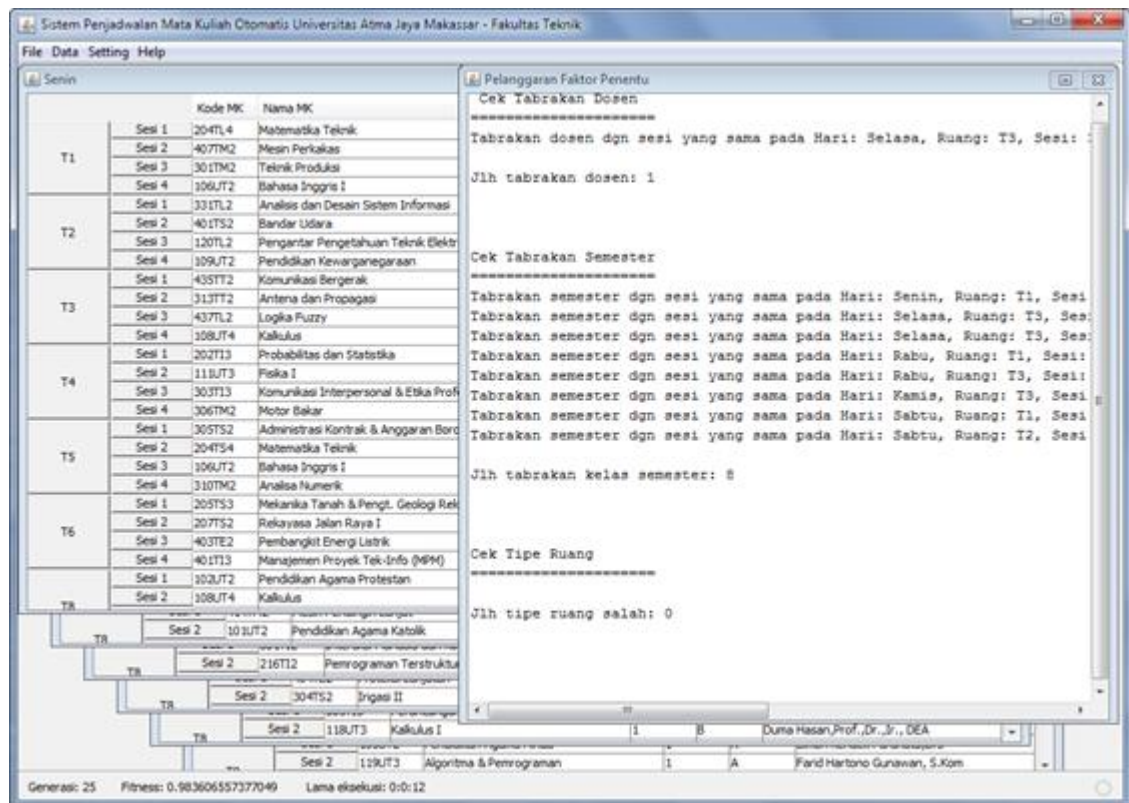 Sistem Penjadwalan Mata Kuliah Otomatis Universitas Atma Jaya Makassar - Fakultas Teknik
File Data Setting Help
Senin
Kode MK Nama MK
T1
Sesi 1 204TL4 Matematika Teknik
Sesi 2 407TM2 Mesin Perkakas
Sesi 3 301TM2 Teknik Produksi
Sesi 4 106UT2 Bahasa Inggris I
T2
Sesi 1 331TL2 Analisis dan Desain Sistem Informasi
Sesi 2 401TS2 Bandar Udara
Sesi 3 120TL2 Pengantar Pengetahuan Teknik Elektr
Sesi 4 109UT2 Pendidikan Kewarganegaraan
T3
Sesi 1 435TT2 Komunikasi Bergerak
Sesi 2 313TT2 Antena dan Propagasi
Sesi 3 437TL2 Logika Fuzzy
Sesi 4 108UT4 Kalkulus
T4
Sesi 1 202TI3 Probabilitas dan Statistika
Sesi 2 111UT3 Fisika I
Sesi 3 303TI3 Komunikasi Interpersonal & Etika Profe
Sesi 4 306TM2 Motor Bakar
T5
Sesi 1 305TS2 Administrasi Kontrak & Anggaran Boro
Sesi 2 204TS4 Matematika Teknik
Sesi 3 106UT2 Bahasa Inggris I
Sesi 4 310TM2 Analisa Numerik
T6
Sesi 1 205TS3 Mekanika Tanah & Pengt. Geologi Rek
Sesi 2 207TS2 Rekayasa Jalan Raya I
Sesi 3 403TE2 Pembangkit Energi Listrik
Sesi 4 401TI3 Manajemen Proyek Tek-Info (MPM)
T8
Sesi 1 102UT2 Pendidikan Agama Protestan
Sesi 2 108UT4 Kalkulus
T8 Sesi 2 101UT2 Pendidikan Agama Katolik
T8 Sesi 2 216TI2 Pemrograman Terstruktu
T8 Sesi 2 304TS2 Irigasi II
T8 Sesi 2 118UT3 Kalkulus I 1 B Duma Hasan,Prof.,Dr.,Ir., DEA
Sesi 2 119UT3 Algoritma & Pemrograman 1 A Farid Hartono Gunawan, S.Kom
Pelanggaran Faktor Penentu
Cek Tabrakan Dosen
======================
Tabrakan dosen dgn sesi yang sama pada Hari: Selasa, Ruang: T3, Sesi:
Jlh tabrakan dosen: 1
Cek Tabrakan Semester
======================
Tabrakan semester dgn sesi yang sama pada Hari: Senin, Ruang: T1, Sesi
Tabrakan semester dgn sesi yang sama pada Hari: Selasa, Ruang: T3, Ses
Tabrakan semester dgn sesi yang sama pada Hari: Selasa, Ruang: T3, Ses
Tabrakan semester dgn sesi yang sama pada Hari: Rabu, Ruang: T1, Sesi:
Tabrakan semester dgn sesi yang sama pada Hari: Rabu, Ruang: T3, Sesi:
Tabrakan semester dgn sesi yang sama pada Hari: Kamis, Ruang: T3, Sesi
Tabrakan semester dgn sesi yang sama pada Hari: Sabtu, Ruang: T1, Sesi
Tabrakan semester dgn sesi yang sama pada Hari: Sabtu, Ruang: T2, Sesi
Jlh tabrakan kelas semester: 8
Cek Tipe Ruang
======================
Jlh tipe ruang salah: 0
Generasi: 25 Fitness: 0.983606557377049 Lama eksekusi: 0:0:12